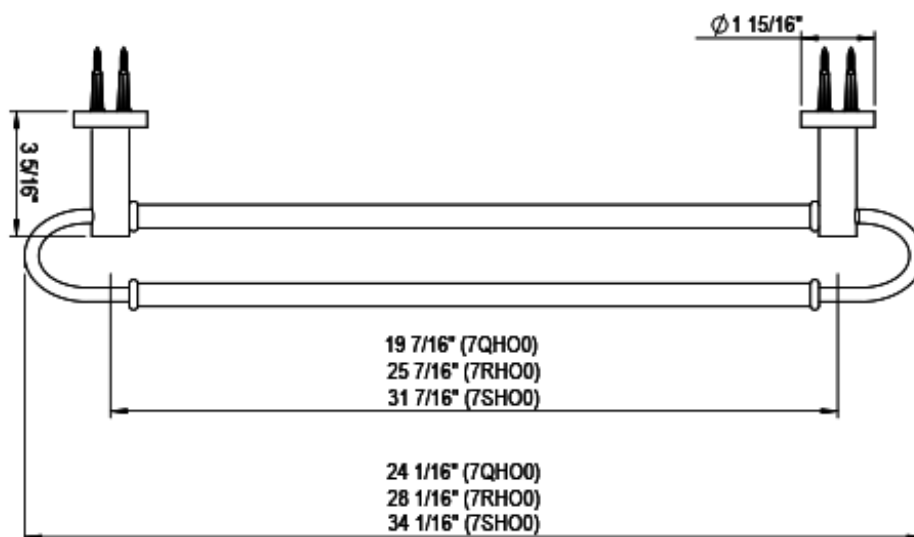 ⌀1 15/16"
3 5/16"
19 7/16" (7QHO0)
25 7/16" (7RHO0)
31 7/16" (7SHO0)
24 1/16" (7QHO0)
28 1/16" (7RHO0)
34 1/16" (7SHO0)